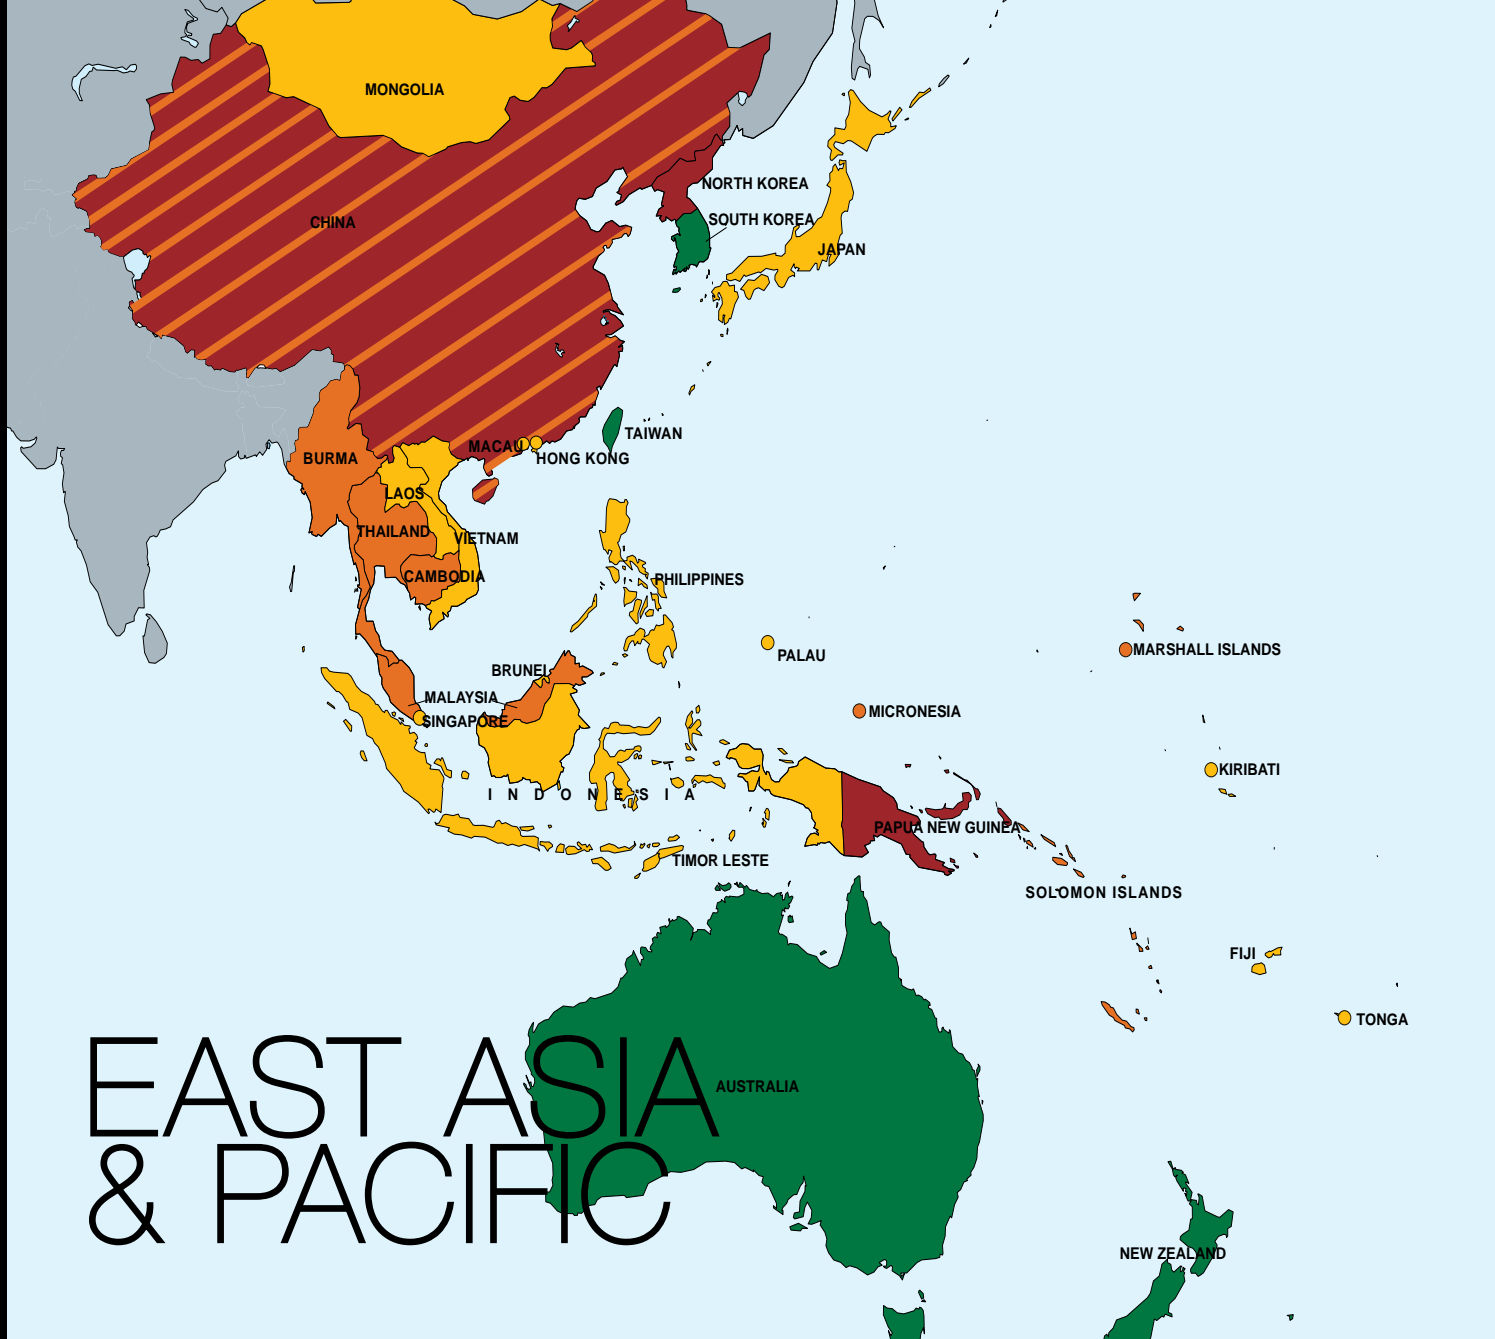 MONGOLIA
NORTH KOREA
SOUTH KOREA
CHINA
JAPAN
TAIWAN
MACAU
HONG KONG
BURMA
LAOS
THAILAND
VIETNAM
CAMBODIA
PHILIPPINES
PALAU
MARSHALL ISLANDS
BRUNEI
MALAYSIA
MICRONESIA
SINGAPORE
KIRIBATI
INDONESIA
PAPUA NEW GUINEA
TIMOR LESTE
SOLOMON ISLANDS
FIJI
TONGA
AUSTRALIA
EAST ASIA
& PACIFIC
NEW ZEALAND